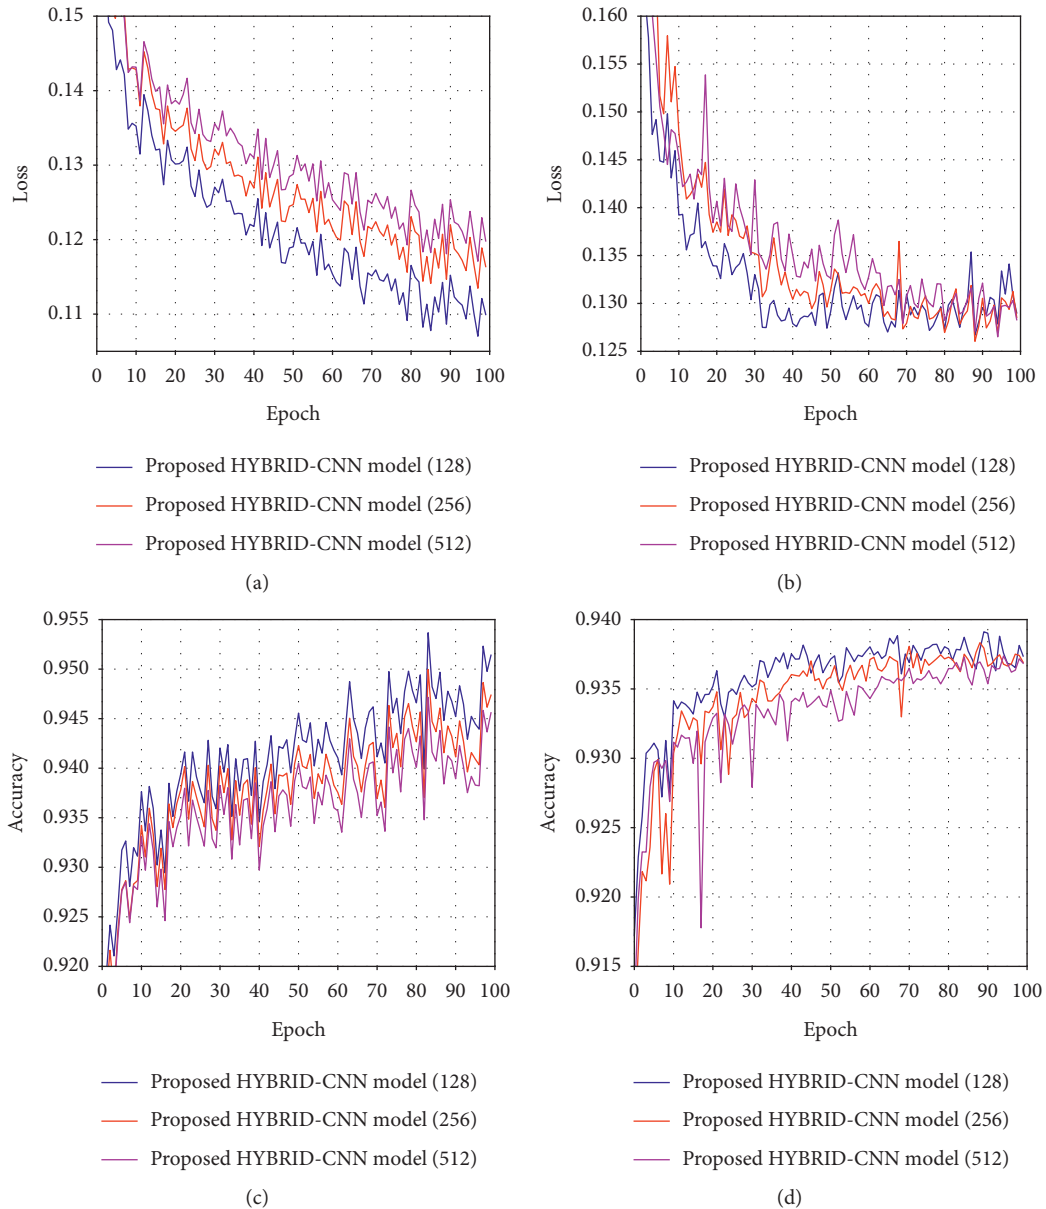 0.15
0.14
0.13
0.12
0.11
Loss
0 10 20 30 40 50 60 70 80 90 100
Epoch
Proposed HYBRID-CNN model (128)
Proposed HYBRID-CNN model (256)
Proposed HYBRID-CNN model (512)
(a)
0.160
0.155
0.150
0.145
0.140
0.135
0.130
0.125
Loss
0 10 20 30 40 50 60 70 80 90 100
Epoch
Proposed HYBRID-CNN model (128)
Proposed HYBRID-CNN model (256)
Proposed HYBRID-CNN model (512)
(b)
0.955
0.950
0.945
0.940
0.935
0.930
0.925
0.920
Accuracy
0 10 20 30 40 50 60 70 80 90 100
Epoch
Proposed HYBRID-CNN model (128)
Proposed HYBRID-CNN model (256)
Proposed HYBRID-CNN model (512)
(c)
0.940
0.935
0.930
0.925
0.920
0.915
Accuracy
0 10 20 30 40 50 60 70 80 90 100
Epoch
Proposed HYBRID-CNN model (128)
Proposed HYBRID-CNN model (256)
Proposed HYBRID-CNN model (512)
(d)